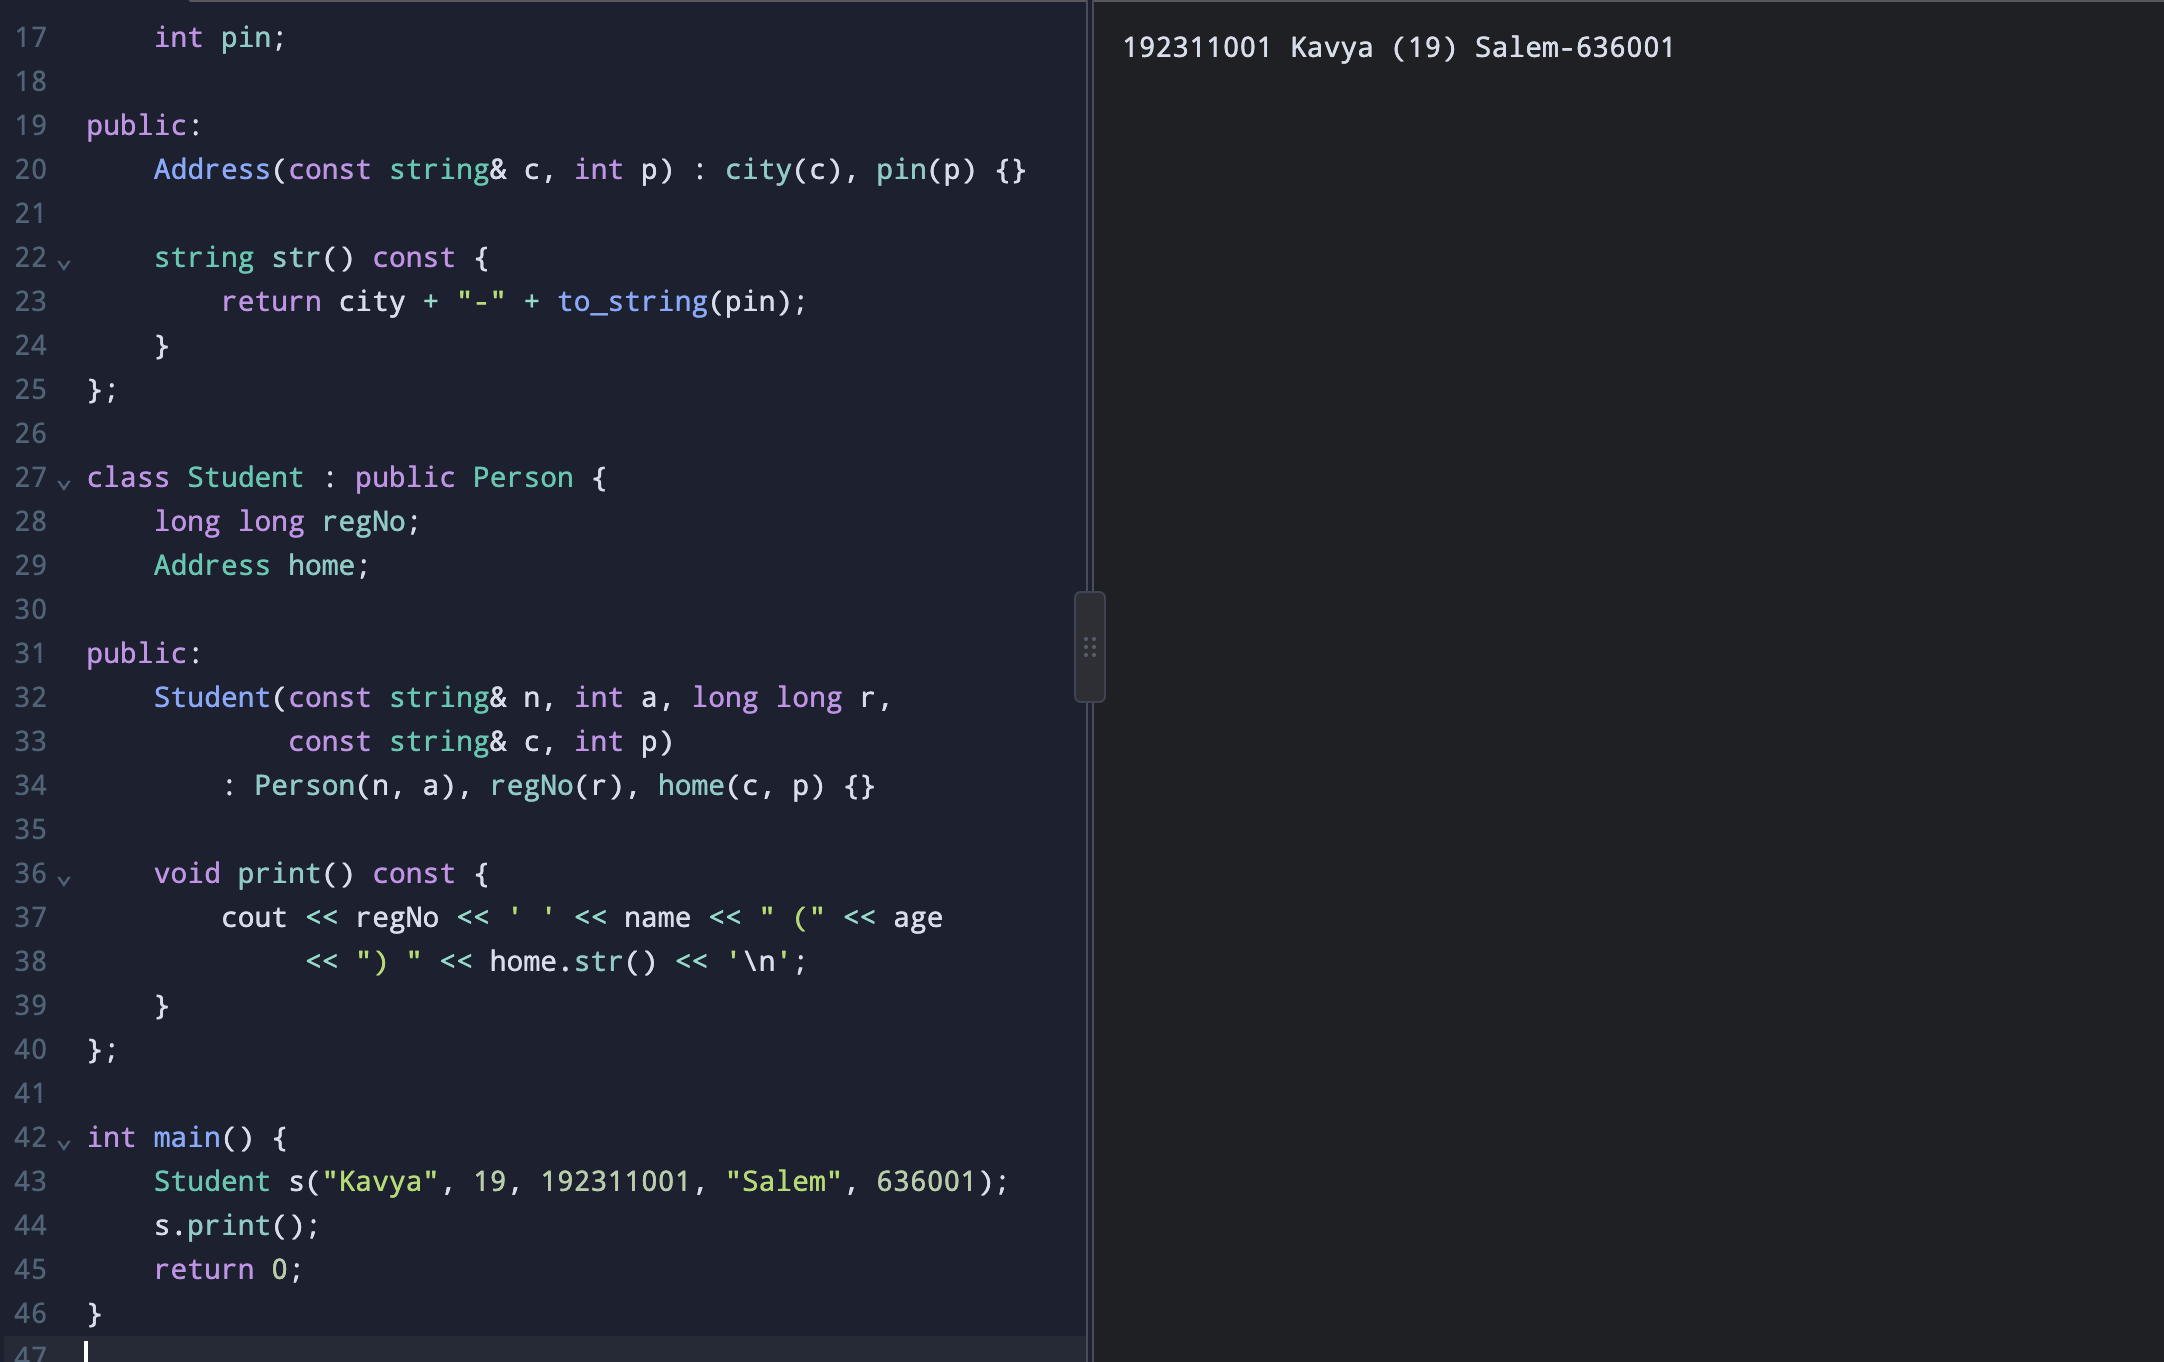 17     int pin;
18
19 public:
20     Address(const string& c, int p) : city(c), pin(p) {}
21
22     string str() const {
23         return city + "-" + to_string(pin);
24     }
25 };
26
27 class Student : public Person {
28     long long regNo;
29     Address home;
30
31 public:
32     Student(const string& n, int a, long long r,
33             const string& c, int p)
34         : Person(n, a), regNo(r), home(c, p) {}
35
36     void print() const {
37         cout << regNo << ' ' << name << " (" << age
38              << ") " << home.str() << '\n';
39     }
40 };
41
42 int main() {
43     Student s("Kavya", 19, 192311001, "Salem", 636001);
44     s.print();
45     return 0;
46 }
47
192311001 Kavya (19) Salem-636001